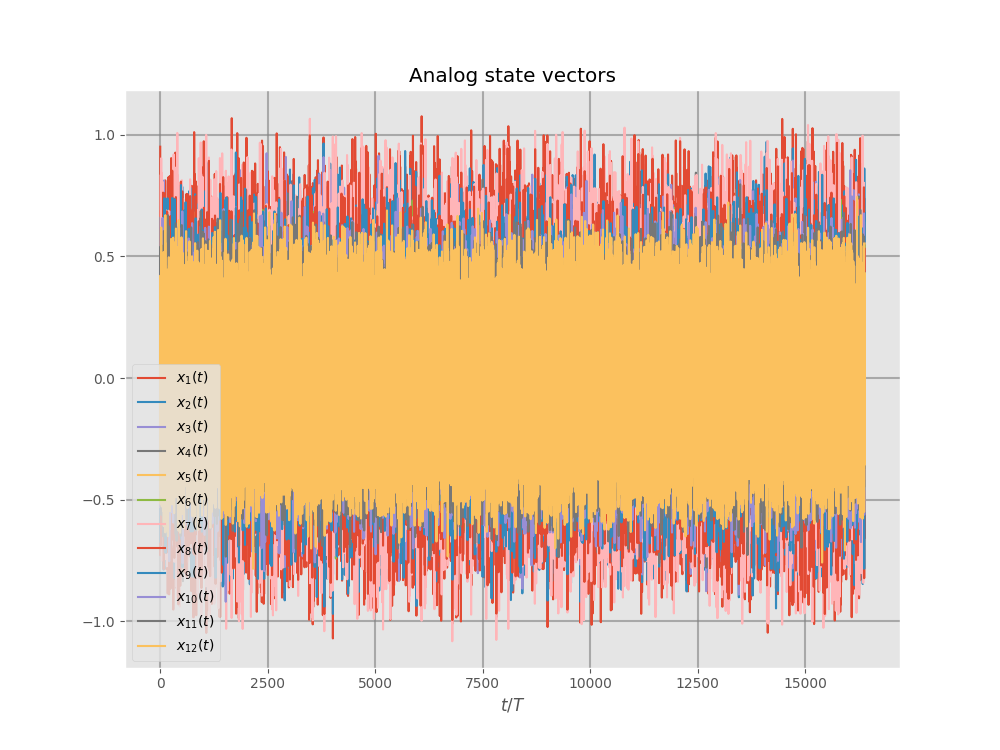 Analog state vectors
1.0
0.5
0.0
−0.5
−1.0
x₁(t)
x₂(t)
x₃(t)
x₄(t)
x₅(t)
x₆(t)
x₇(t)
x₈(t)
x₉(t)
x₁₀(t)
x₁₁(t)
x₁₂(t)
0 2500 5000 7500 10000 12500 15000
t/T